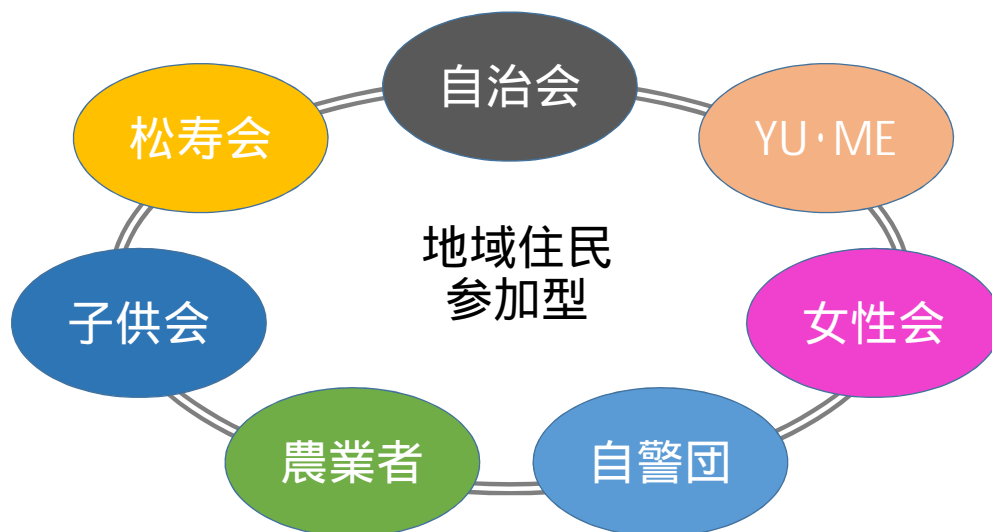 自治会
松寿会
YU・ME
地域住民
参加型
子供会
女性会
農業者
自警団